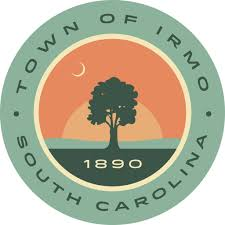 • TOWN OF IRMO •
1890
SOUTH CAROLINA